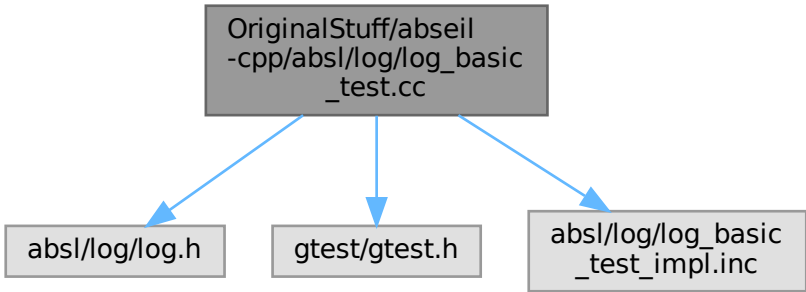 OriginalStuff/abseil
-cpp/absl/log/log_basic
_test.cc
absl/log/log.h
gtest/gtest.h
absl/log/log_basic
_test_impl.inc